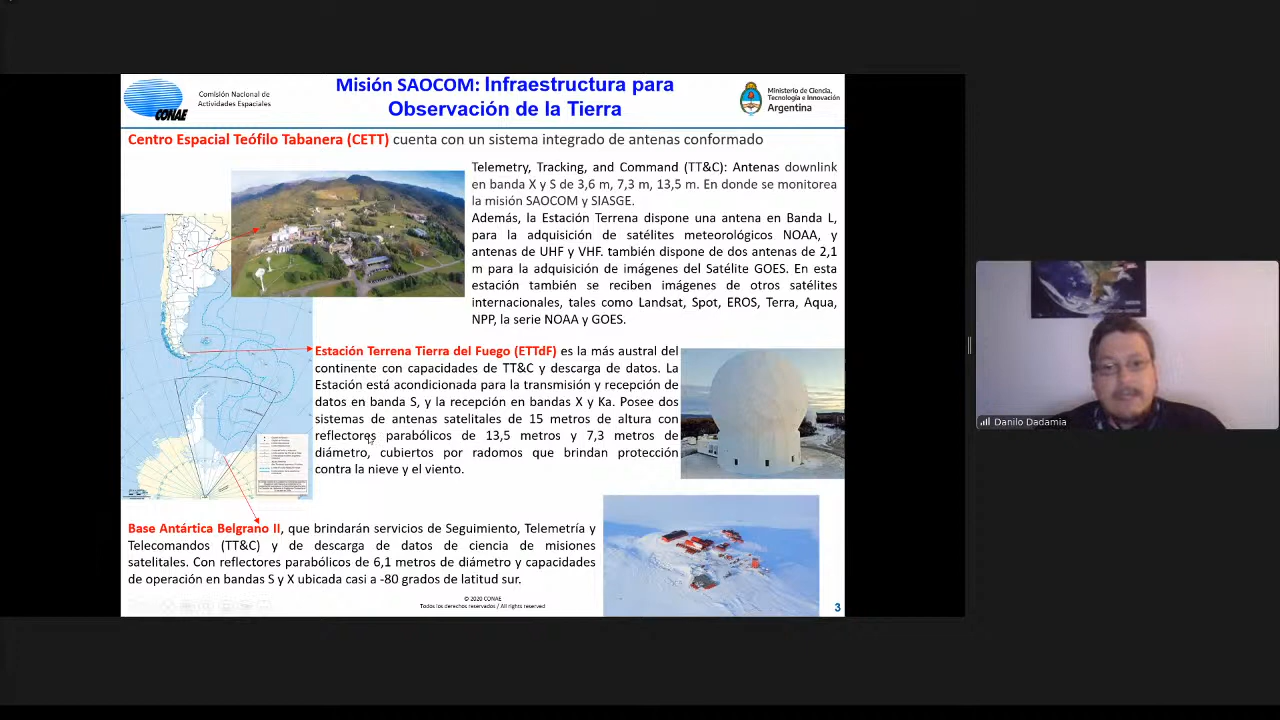 Misión SAOCOM: Infraestructura para
Observación de la Tierra
Comisión Nacional de
Actividades Espaciales
CONAE
Ministerio de Ciencia,
Tecnología e Innovación
Argentina
Centro Espacial Teófilo Tabanera (CETT) cuenta con un sistema integrado de antenas conformado
Telemetry, Tracking, and Command (TT&C): Antenas downlink
en banda X y S de 3,6 m, 7,3 m, 13,5 m. En donde se monitorea
la misión SAOCOM y SIASGE.
Además, la Estación Terrena dispone una antena en Banda L,
para la adquisición de satélites meteorológicos NOAA, y
antenas de UHF y VHF. también dispone de dos antenas de 2,1
m para la adquisición de imágenes del Satélite GOES. En esta
estación también se reciben imágenes de otros satélites
internacionales, tales como Landsat, Spot, EROS, Terra, Aqua,
NPP, la serie NOAA y GOES.
Estación Terrena Tierra del Fuego (ETTdF) es la más austral del
continente con capacidades de TT&C y descarga de datos. La
Estación está acondicionada para la transmisión y recepción de
datos en banda S, y la recepción en bandas X y Ka. Posee dos
sistemas de antenas satelitales de 15 metros de altura con
reflectores parabólicos de 13,5 metros y 7,3 metros de
diámetro, cubiertos por radomos que brindan protección
contra la nieve y el viento.
Base Antártica Belgrano II, que brindarán servicios de Seguimiento, Telemetría y
Telecomandos (TT&C) y de descarga de datos de ciencia de misiones
satelitales. Con reflectores parabólicos de 6,1 metros de diámetro y capacidades
de operación en bandas S y X ubicada casi a -80 grados de latitud sur.
© 2020 CONAE
Todos los derechos reservados / All rights reserved
3
Danilo Dadamia